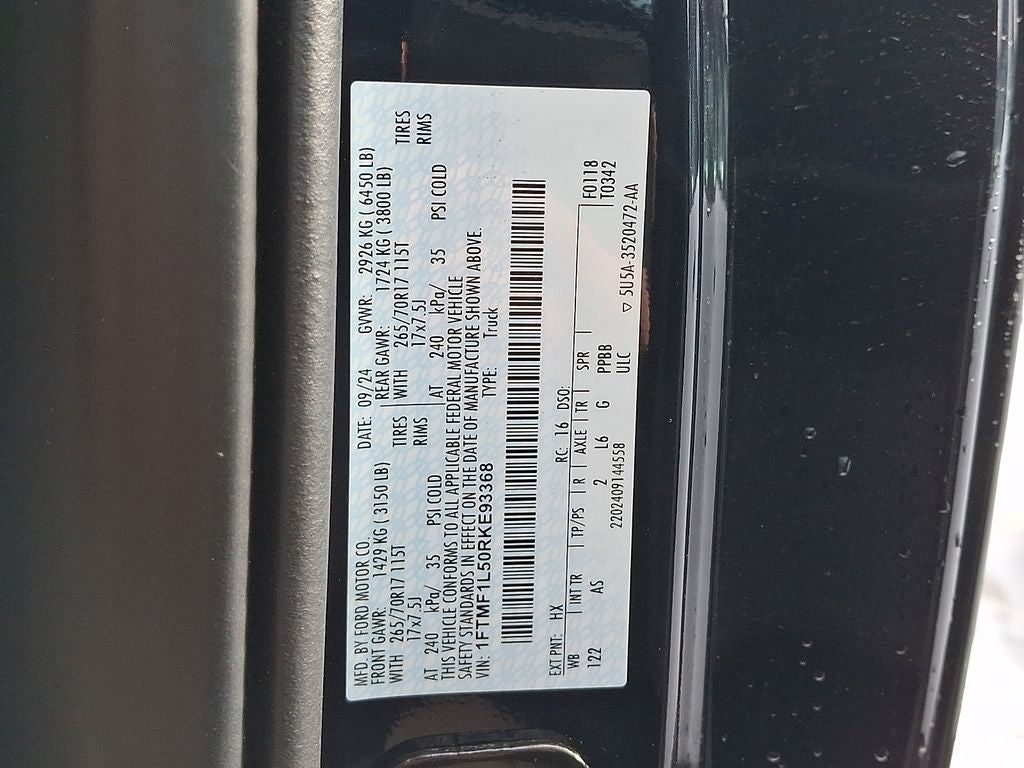 MFD. BY FORD MOTOR CO.
DATE: 09/24 GVWR: 2926 KG ( 6450 LB)
FRONT GAWR: 1429 KG ( 3150 LB) REAR GAWR: 1724 KG ( 3800 LB)
WITH 265/70R17 115T TIRES WITH 265/70R17 115T TIRES
17x7.5J RIMS 17x7.5J RIMS
AT 240 kPa/ 35 PSI COLD AT 240 kPa/ 35 PSI COLD
THIS VEHICLE CONFORMS TO ALL APPLICABLE FEDERAL MOTOR VEHICLE
SAFETY STANDARDS IN EFFECT ON THE DATE OF MANUFACTURE SHOWN ABOVE.
VIN: 1FTMF1L50RKE93368 TYPE: Truck
EXT PNT: HX RC: 16 DSO:
WB INT TR TP/PS R AXLE TR SPR F0118
122 AS 2 L6 G PPBB T0342
ULC
2202409144558 ▽ 5U5A-3520472-AA